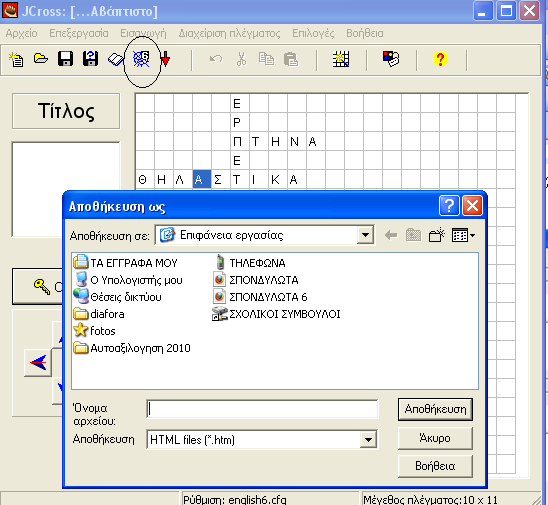 JCross: [...Αβάπτιστο]
Αρχείο Επεξεργασία Εισαγωγή Διαχείριση πλέγματος Επιλογές Βοήθεια
Τίτλος
Ε
Ρ
Π Τ Η Ν Α
Ε
Θ Η Λ Α Σ Τ Ι Κ Α
Αποθήκευση ως
Αποθήκευση σε: Επιφάνεια εργασίας
ΤΑ ΕΓΓΡΑΦΑ ΜΟΥ ΤΗΛΕΦΩΝΑ
Ο Υπολογιστής μου ΣΠΟΝΔΥΛΩΤΑ
Θέσεις δικτύου ΣΠΟΝΔΥΛΩΤΑ 6
diafora ΣΧΟΛΙΚΟΙ ΣΥΜΒΟΥΛΟΙ
fotos
Αυτοαξιλογηση 2010
Όνομα αρχείου: Αποθήκευση
Αποθήκευση HTML files (*.htm) Άκυρο
Βοήθεια
Ρύθμιση: english6.cfg Μέγεθος πλέγματος:10 x 11